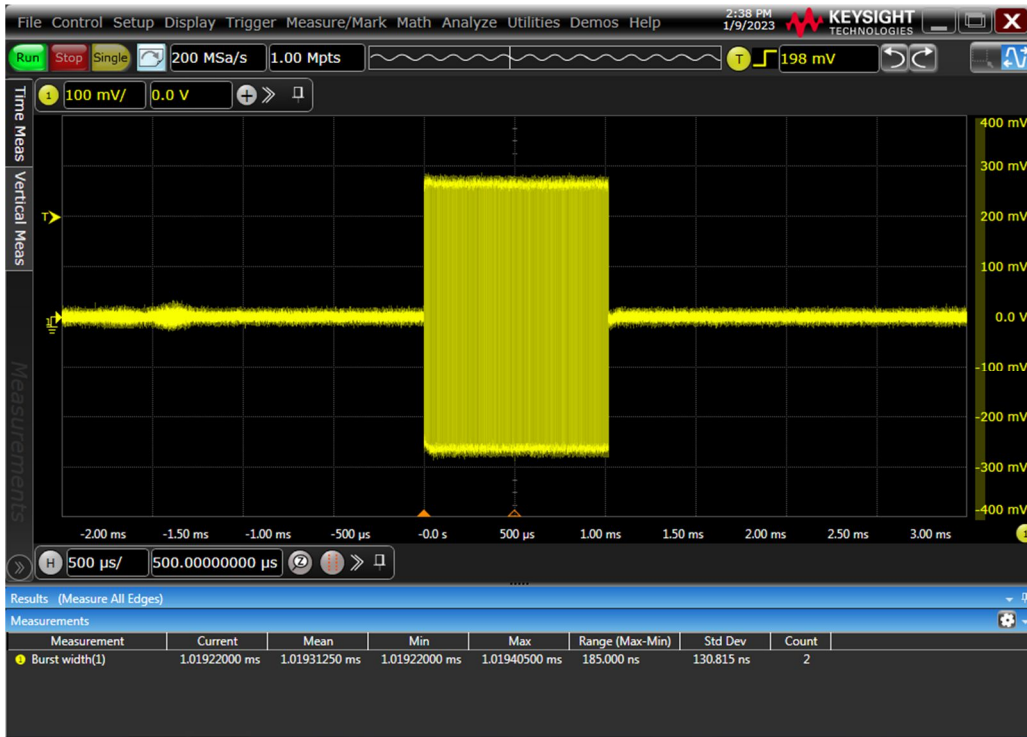 File Control Setup Display Trigger Measure/Mark Math Analyze Utilities Demos Help
2:38 PM
1/9/2023
KEYSIGHT
TECHNOLOGIES
X
Run Stop Single 200 MSa/s 1.00 Mpts T 198 mV
1 100 mV/ 0.0 V
Time Meas
Vertical Meas
Measurements
T
1
400 mV
300 mV
200 mV
100 mV
0.0 V
-100 mV
-200 mV
-300 mV
-400 mV
-2.00 ms -1.50 ms -1.00 ms -500 µs -0.0 s 500 µs 1.00 ms 1.50 ms 2.00 ms 2.50 ms 3.00 ms
1
H 500 µs/ 500.00000000 µs Z
Results (Measure All Edges)
Measurements
Measurement Current Mean Min Max Range (Max-Min) Std Dev Count
1 Burst width(1) 1.01922000 ms 1.01931250 ms 1.01922000 ms 1.01940500 ms 185.000 ns 130.815 ns 2